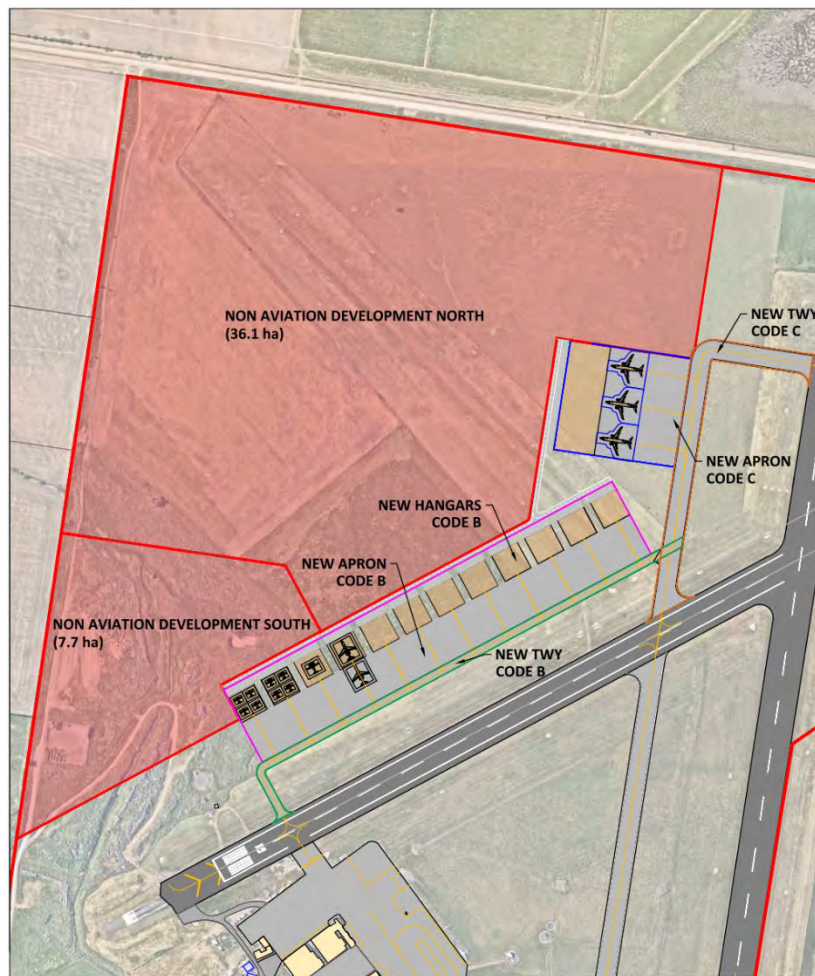 NON AVIATION DEVELOPMENT NORTH
(36.1 ha)
NEW TWY
CODE C
NEW APRON
CODE C
NEW HANGARS
CODE B
NEW APRON
CODE B
NON AVIATION DEVELOPMENT SOUTH
(7.7 ha)
NEW TWY
CODE B